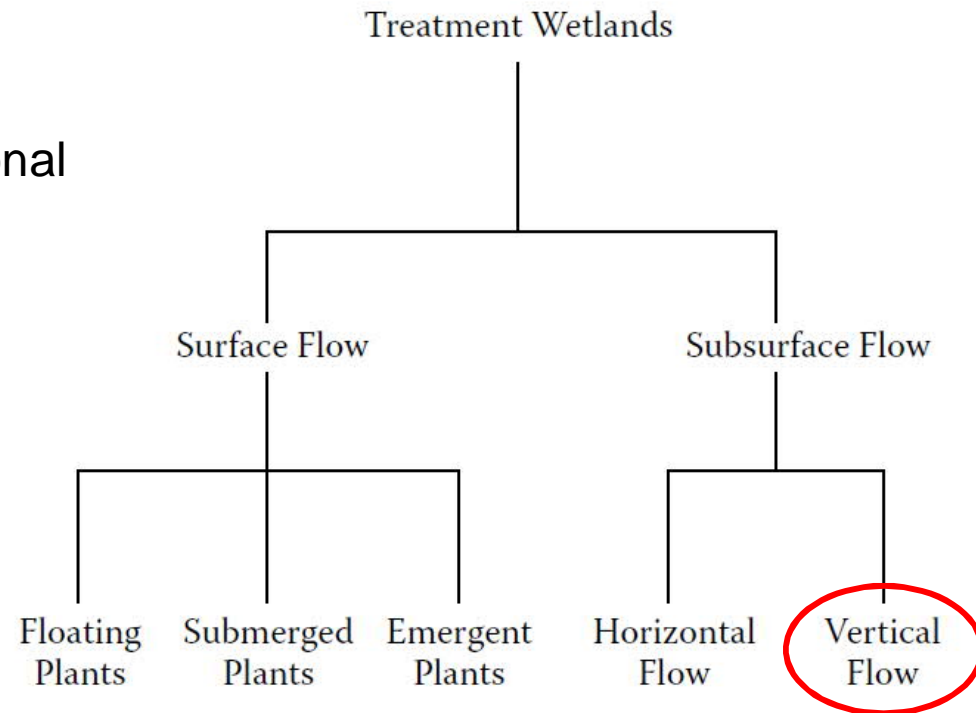 Treatment Wetlands
nal
Surface Flow
Subsurface Flow
Floating
Plants
Submerged
Plants
Emergent
Plants
Horizontal
Flow
Vertical
Flow